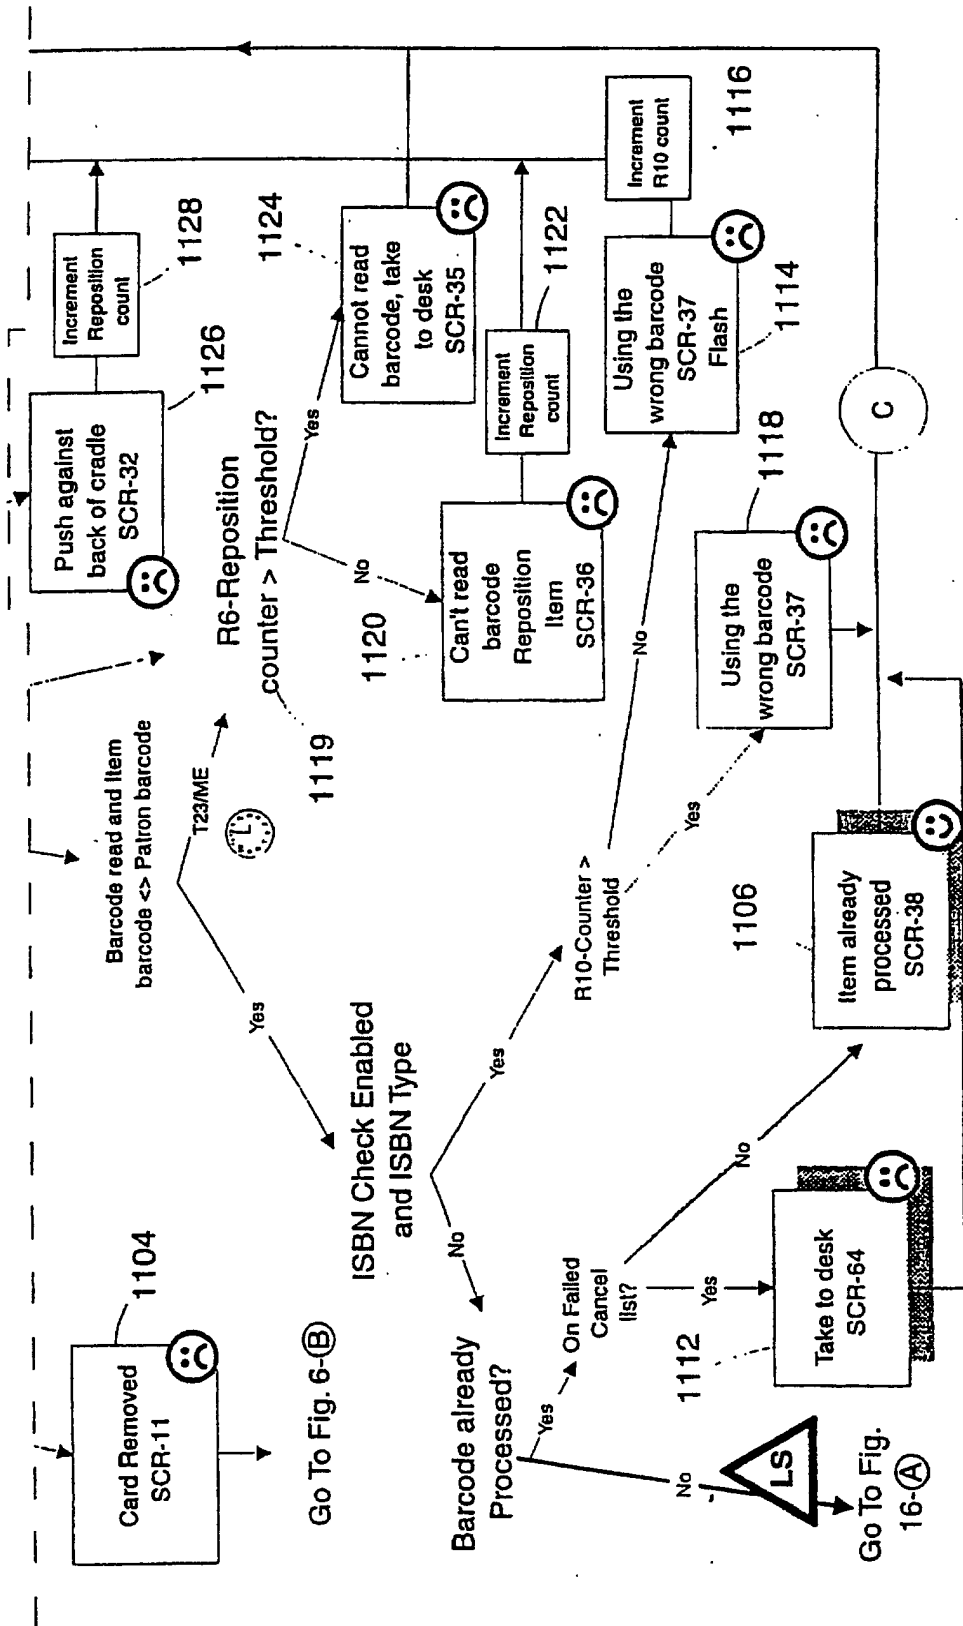 Card Removed
SCR-11
1104
Go To Fig. 6-B
Barcode read and Item
barcode <> Patron barcode
T23/ME
L
Yes
1119
Push against
back of cradle
SCR-32
1126
Increment
Reposition
count
1128
R6-Reposition
counter > Threshold?
Yes
No
1124
Cannot read
barcode, take
to desk
SCR-35
1120
Can't read
barcode
Reposition
Item
SCR-36
Increment
Reposition
count
1122
ISBN Check Enabled
and ISBN Type
Yes
No
R10-Counter >
Threshold
No
Yes
Using the
wrong barcode
SCR-37
Flash
1114
Increment
R10 count
1116
Using the
wrong barcode
SCR-37
1118
Barcode already
Processed?
Yes
No
On Failed
Cancel
list?
No
Yes
1112
Take to desk
SCR-64
1106
Item already
processed
SCR-38
C
LS
Go To Fig.
16-A